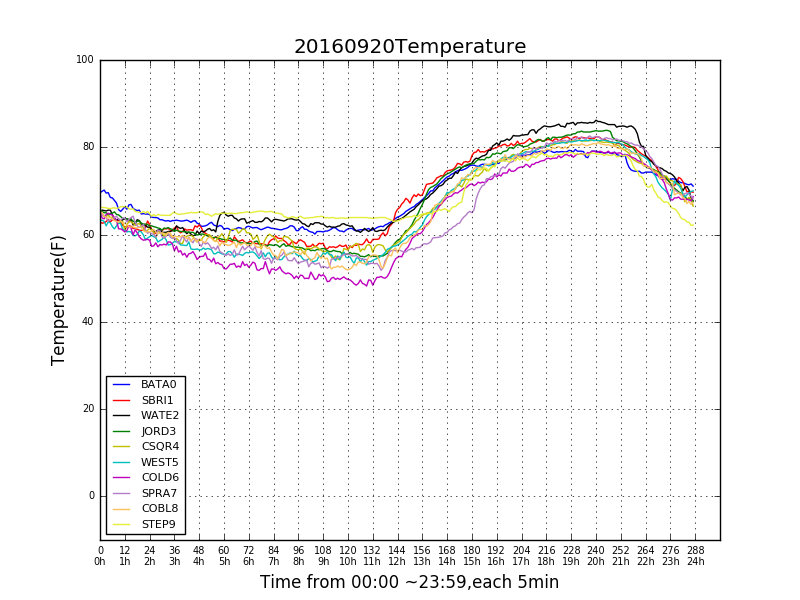 20160920Temperature
100
80
60
40
20
0
Temperature(F)
BATA0
SBRI1
WATE2
JORD3
CSQR4
WEST5
COLD6
SPRA7
COBL8
STEP9
0 12 24 36 48 60 72 84 96 108 120 132 144 156 168 180 192 204 216 228 240 252 264 276 288
0h 1h 2h 3h 4h 5h 6h 7h 8h 9h 10h 11h 12h 13h 14h 15h 16h 17h 18h 19h 20h 21h 22h 23h 24h
Time from 00:00 ~23:59,each 5min